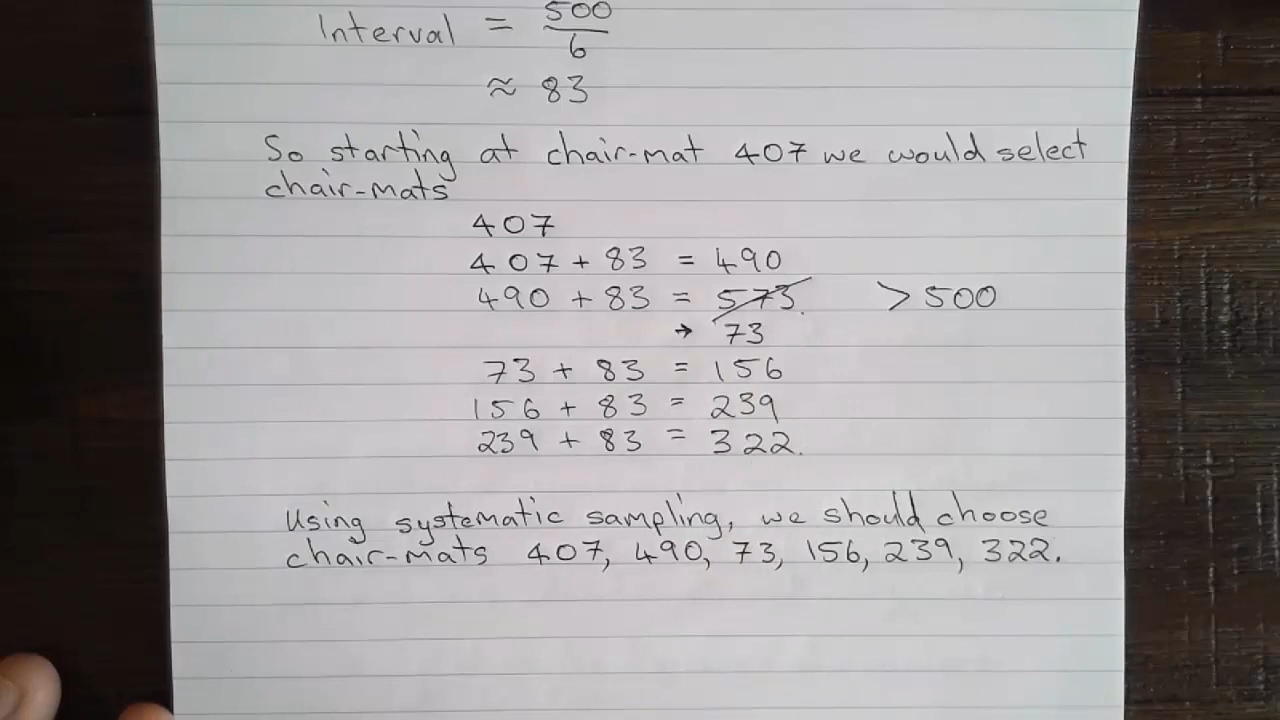 Interval = 500/6
≈ 83
So starting at chair-mat 407 we would select
chair-mats
407
407 + 83 = 490
490 + 83 = 573. > 500
→ 73
73 + 83 = 156
156 + 83 = 239
239 + 83 = 322.
Using systematic sampling, we should choose
chair-mats 407, 490, 73, 156, 239, 322.